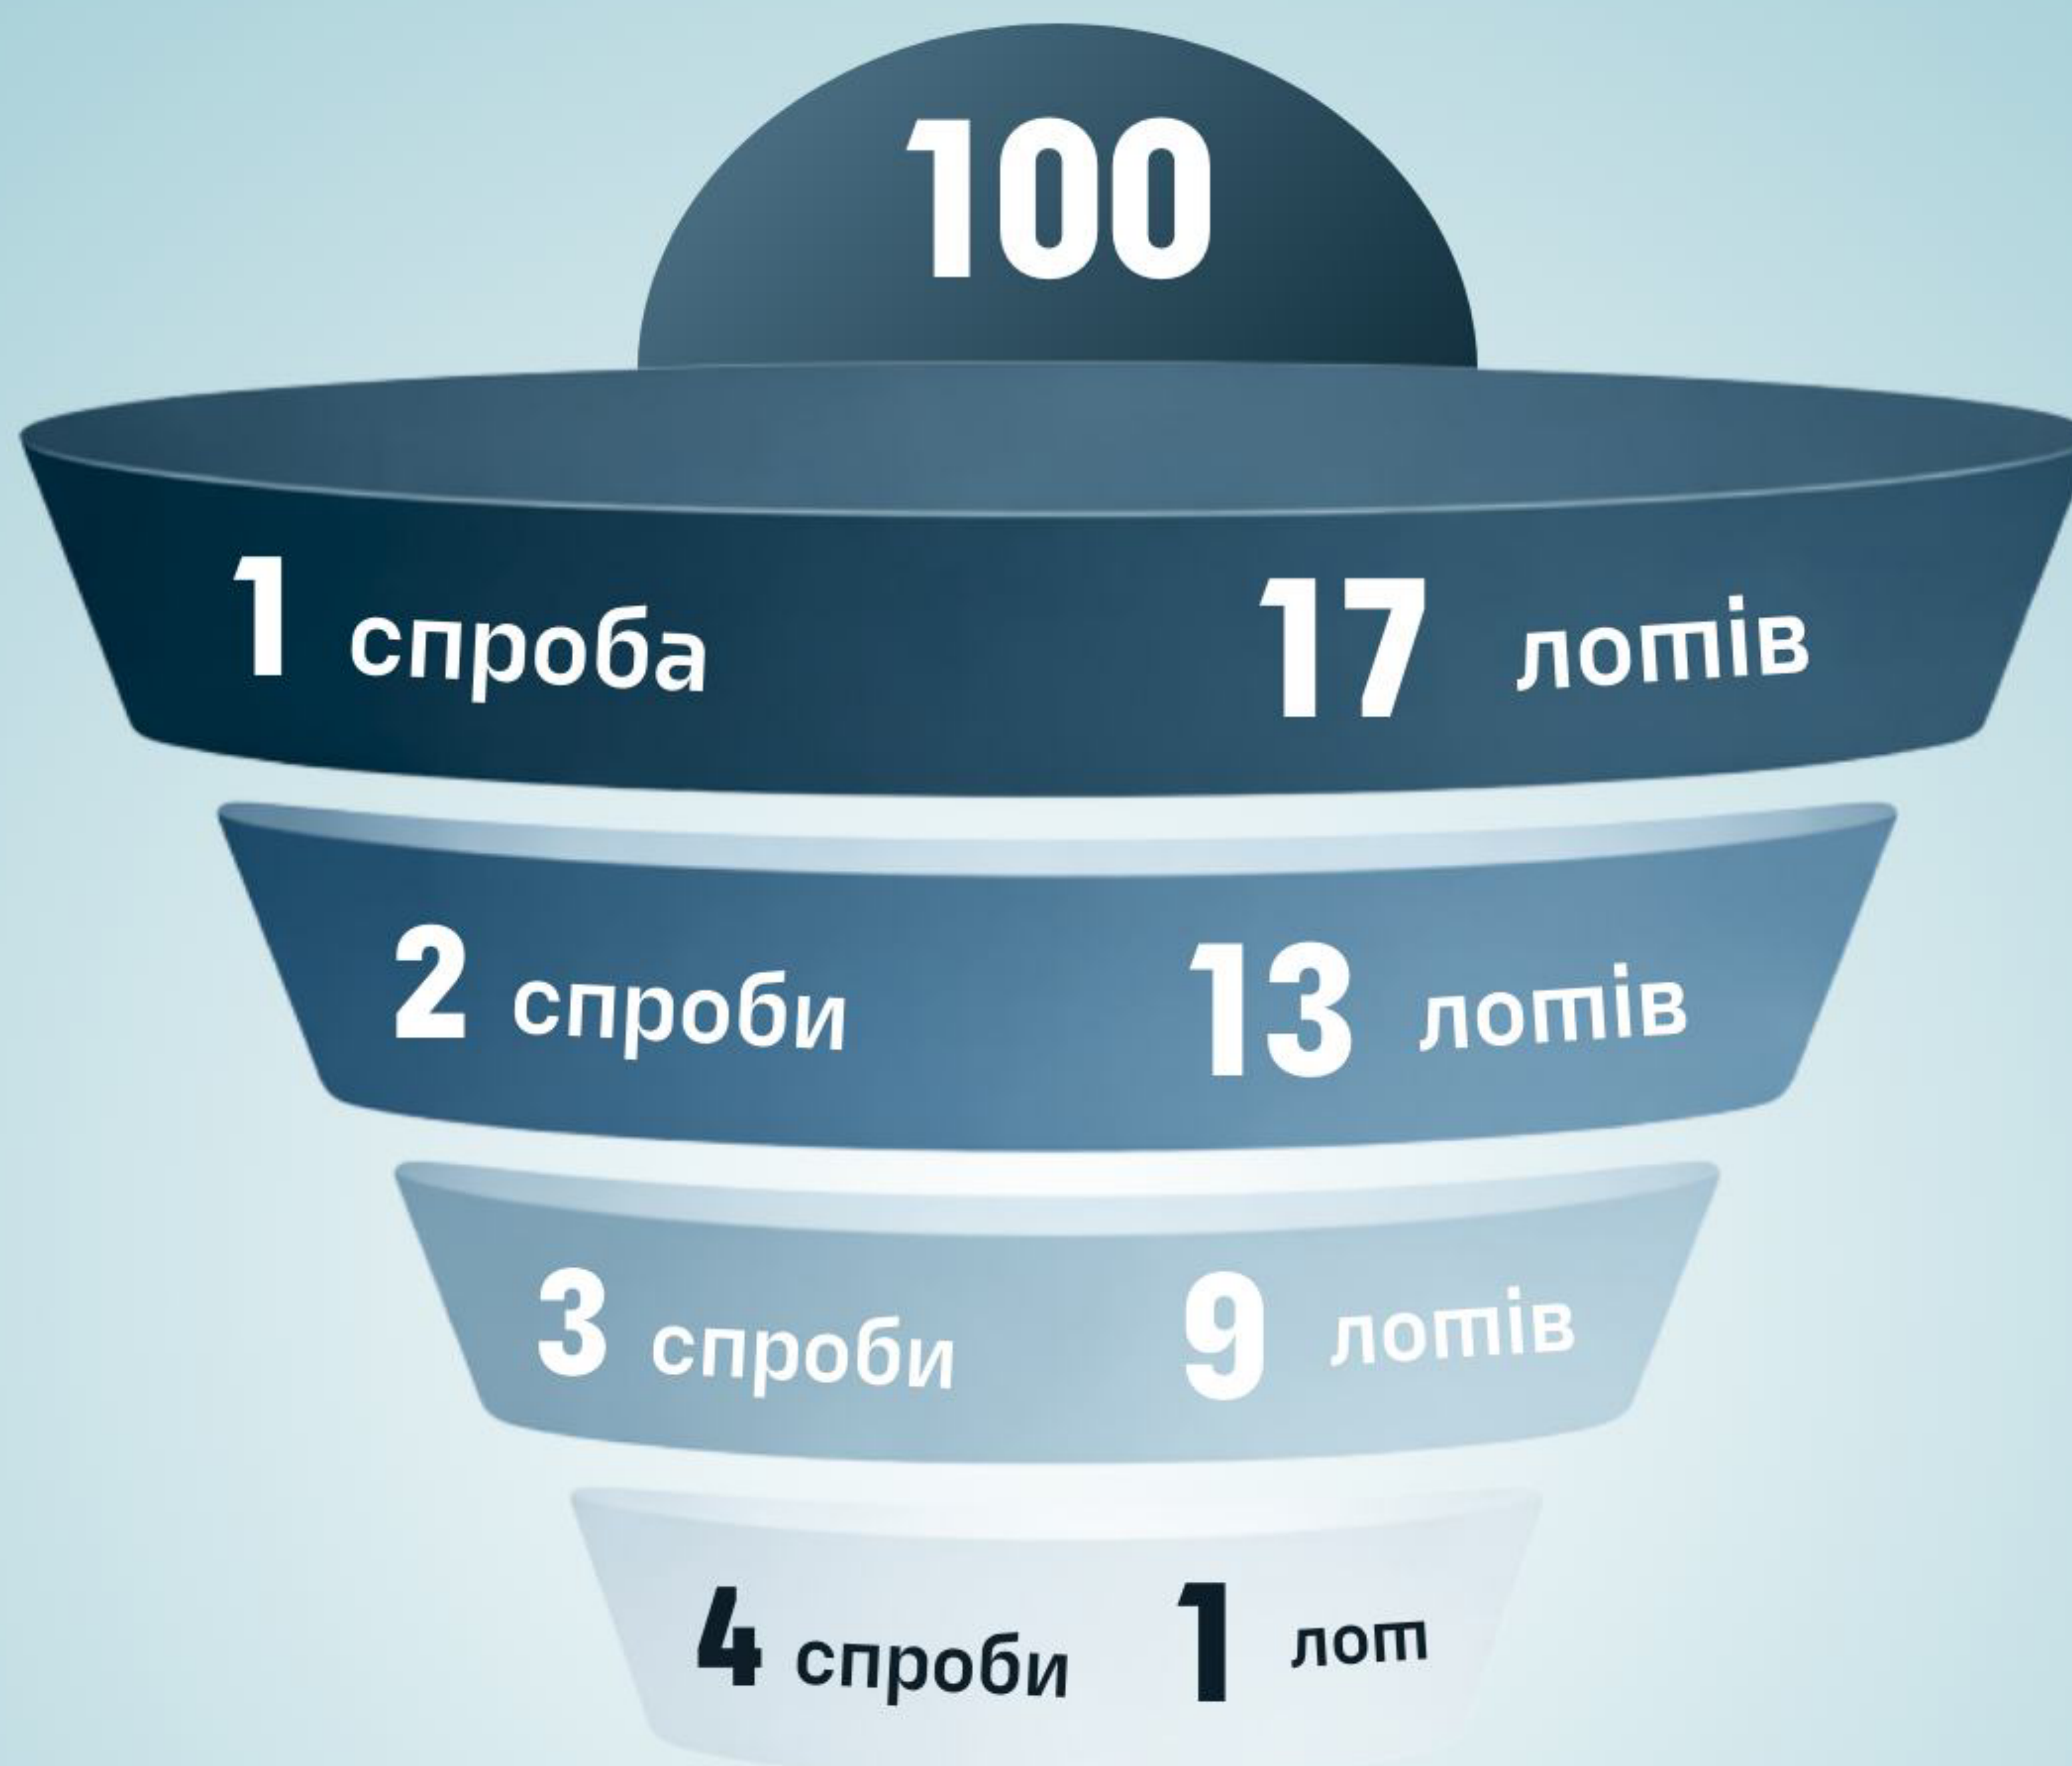 100
1 спроба 17 лотів
2 спроби 13 лотів
3 спроби 9 лотів
4 спроби 1 лот